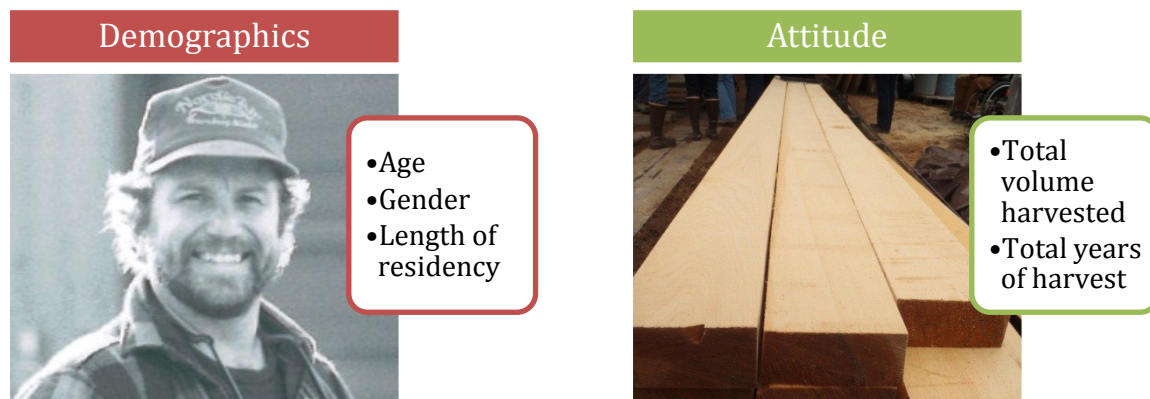 Demographics
Attitude
•Age
•Gender
•Length of
residency
•Total
volume
harvested
•Total years
of harvest